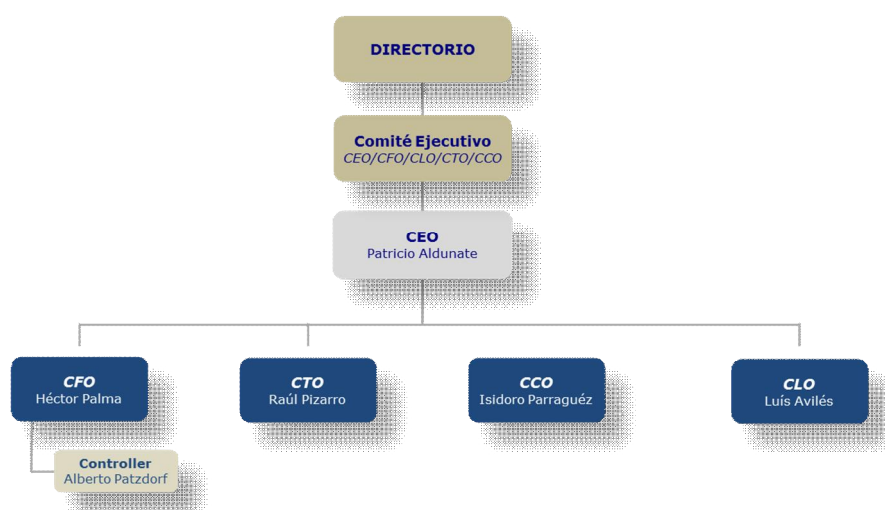 DIRECTORIO
Comité Ejecutivo
CEO/CFO/CLO/CTO/CCO
CEO
Patricio Aldunate
CFO
Héctor Palma
CTO
Raúl Pizarro
CCO
Isidoro Parraguéz
CLO
Luís Avilés
Controller
Alberto Patzdorf